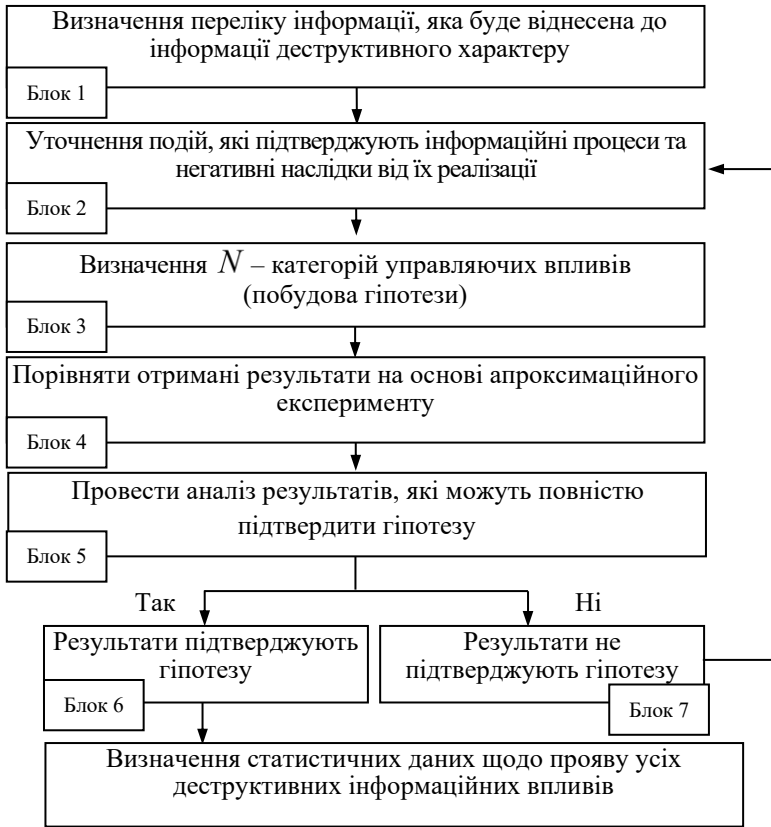 Визначення переліку інформації, яка буде віднесена до
інформації деструктивного характеру
Блок 1
Уточнення подій, які підтверджують інформаційні процеси та
негативні наслідки від їх реалізації
Блок 2
Визначення N – категорій управляючих впливів
(побудова гіпотези)
Блок 3
Порівняти отримані результати на основі апроксимаційного
експерименту
Блок 4
Провести аналіз результатів, які можуть повністю
підтвердити гіпотезу
Блок 5
Так
Ні
Результати підтверджують
гіпотезу
Блок 6
Результати не
підтверджують гіпотезу
Блок 7
Визначення статистичних даних щодо прояву усіх
деструктивних інформаційних впливів